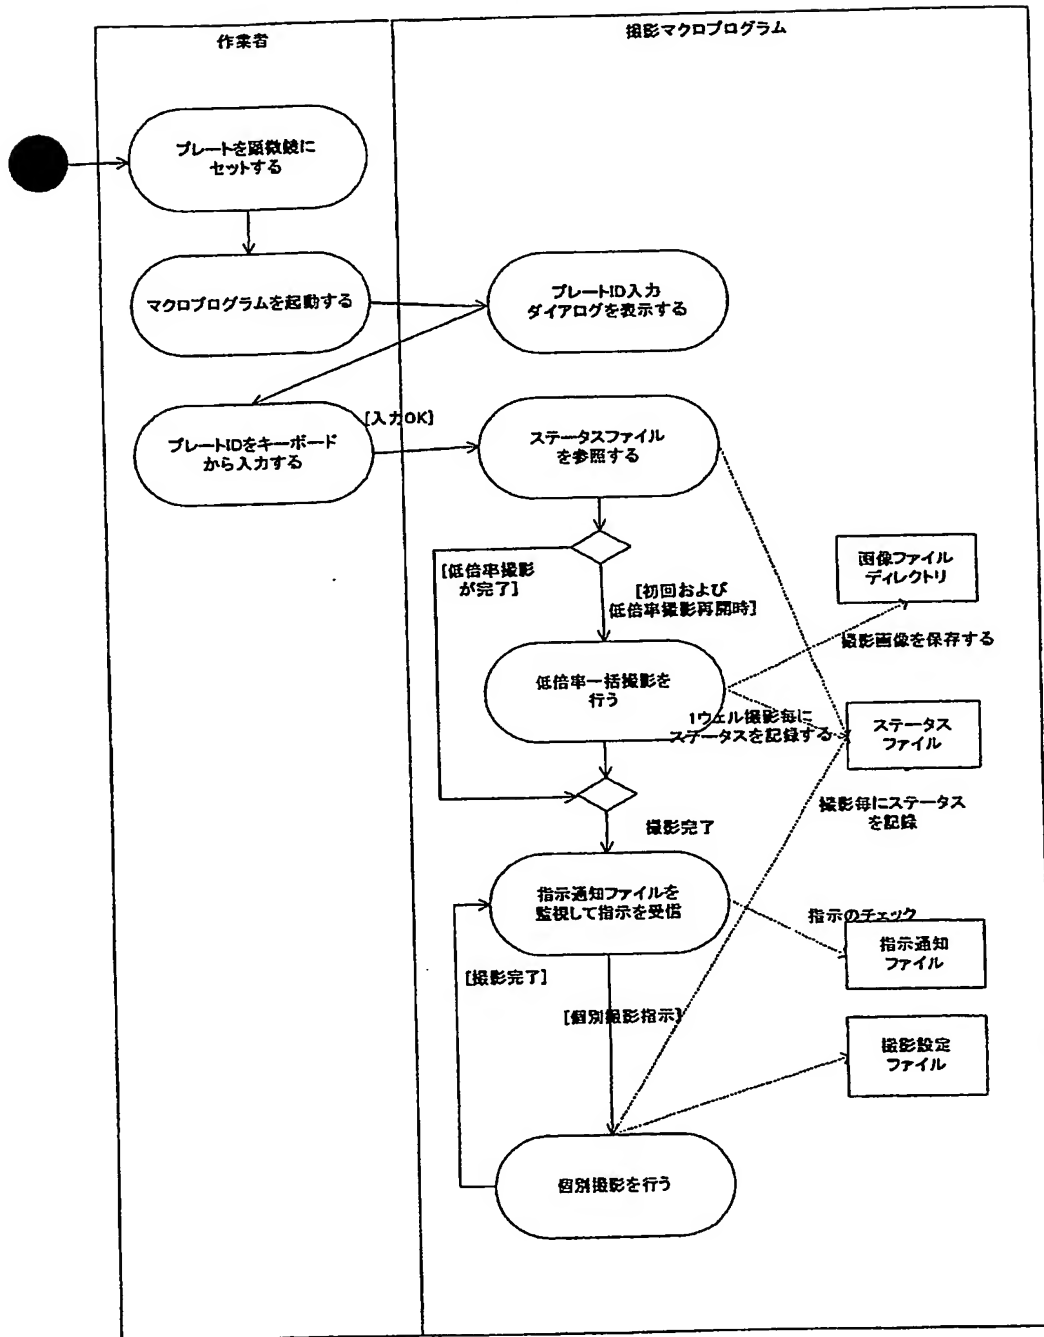 作業者
撮影マクロプログラム
プレートを顕微鏡に
セットする
マクロプログラムを起動する
プレートID入力
ダイアログを表示する
プレートIDをキーボード
から入力する
[入力OK]
ステータスファイル
を参照する
[低倍率撮影
が完了]
[初回および
低倍率撮影再開時]
画像ファイル
ディレクトリ
撮影画像を保存する
低倍率一括撮影を
行う
1ウェル撮影毎に
ステータスを記録する
ステータス
ファイル
撮影毎にステータス
を記録
撮影完了
指示通知ファイルを
監視して指示を受信
指示のチェック
指示通知
ファイル
[撮影完了]
[個別撮影指示]
撮影設定
ファイル
個別撮影を行う